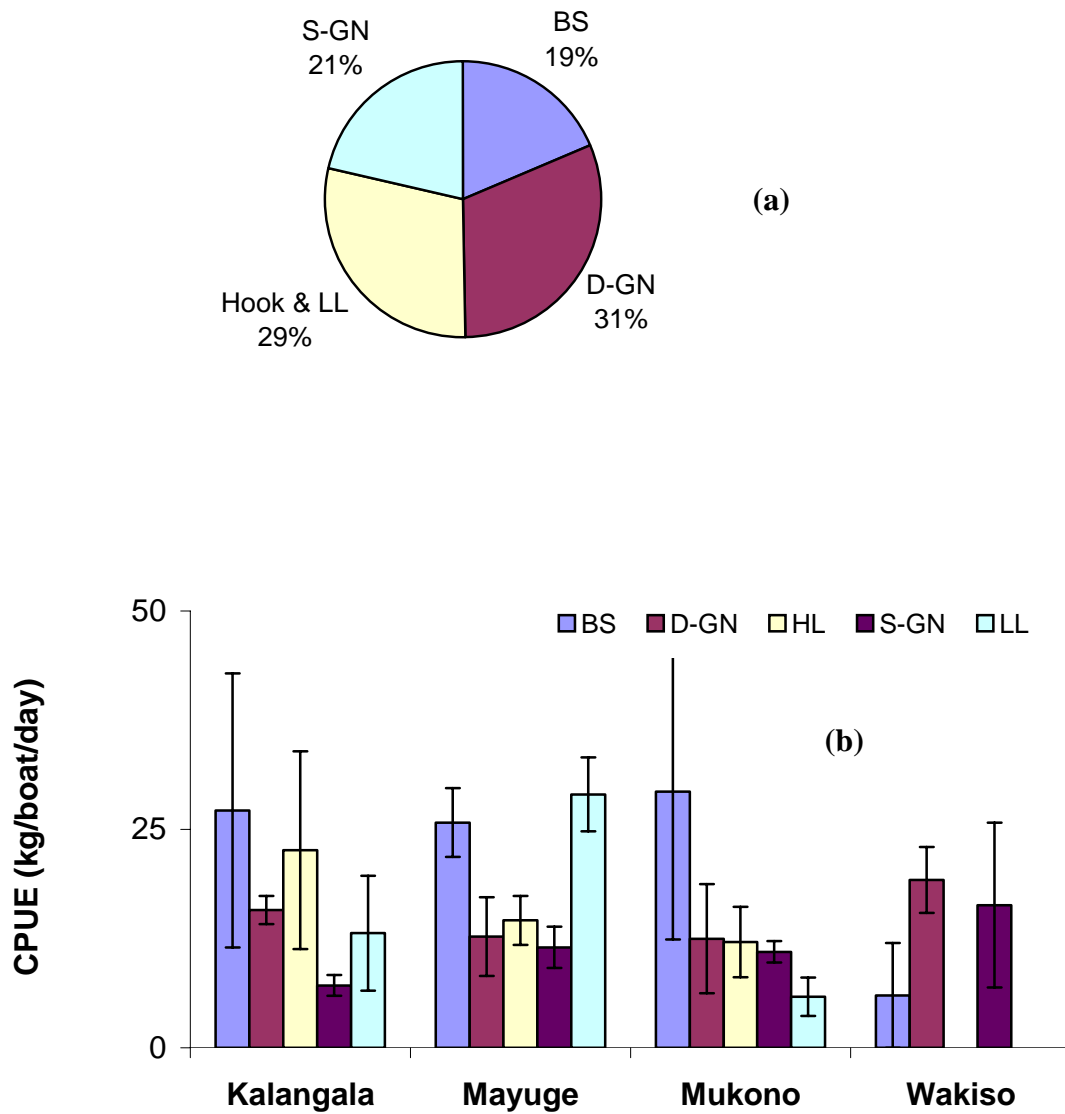 S-GN
21%
BS
19%
(a)
D-GN
31%
Hook & LL
29%
50
BS D-GN HL S-GN LL
(b)
25
0
CPUE (kg/boat/day)
Kalangala Mayuge Mukono Wakiso